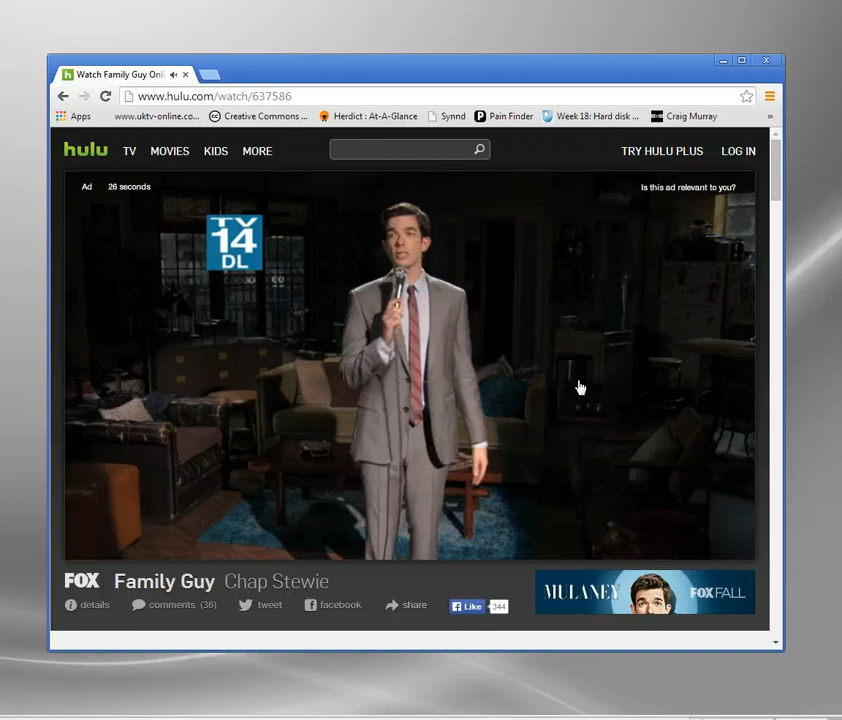 Watch Family Guy Onli
www.hulu.com/watch/637586
Apps www.uktv-online.co... Creative Commons ... Herdict : At-A-Glance Synnd Pain Finder Week 18: Hard disk ... Craig Murray »
hulu TV MOVIES KIDS MORE TRY HULU PLUS LOG IN
Ad 26 seconds Is this ad relevant to you?
TV
14
DL
FOX Family Guy Chap Stewie
details comments (36) tweet facebook share Like 344
MULANEY FOX FALL